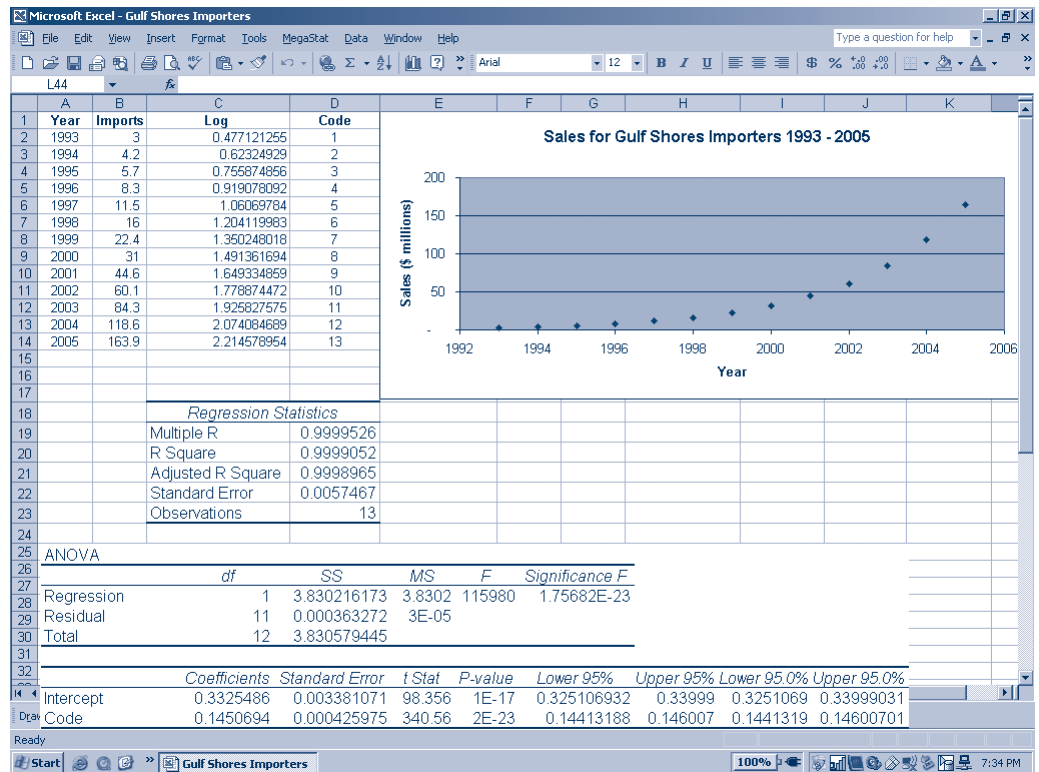 Microsoft Excel - Gulf Shores Importers
File Edit View Insert Format Tools MegaStat Data Window Help Type a question for help
Arial 12 B I U $ %
L44 fx
A B C D E F G H I J K
1 Year Imports Log Code
2 1993 3 0.477121255 1
3 1994 4.2 0.62324929 2
4 1995 5.7 0.755874856 3
5 1996 8.3 0.919078092 4
6 1997 11.5 1.06069784 5
7 1998 16 1.204119983 6
8 1999 22.4 1.350248018 7
9 2000 31 1.491361694 8
10 2001 44.6 1.649334859 9
11 2002 60.1 1.778874472 10
12 2003 84.3 1.925827575 11
13 2004 118.6 2.074084689 12
14 2005 163.9 2.214578954 13
15
16
17
Sales for Gulf Shores Importers 1993 - 2005
Sales ($ millions)
200
150
100
50
-
1992 1994 1996 1998 2000 2002 2004 2006
Year
18 Regression Statistics
19 Multiple R 0.9999526
20 R Square 0.9999052
21 Adjusted R Square 0.9998965
22 Standard Error 0.0057467
23 Observations 13
24
25 ANOVA
26
27 df SS MS F Significance F
28 Regression 1 3.830216173 3.8302 115980 1.75682E-23
29 Residual 11 0.000363272 3E-05
30 Total 12 3.830579445
31
32
Coefficients Standard Error t Stat P-value Lower 95% Upper 95% Lower 95.0% Upper 95.0%
Intercept 0.3325486 0.003381071 98.356 1E-17 0.325106932 0.33999 0.3251069 0.33999031
Code 0.1450694 0.000425975 340.56 2E-23 0.14413188 0.146007 0.1441319 0.14600701
Ready
Start Gulf Shores Importers 100% 7:34 PM